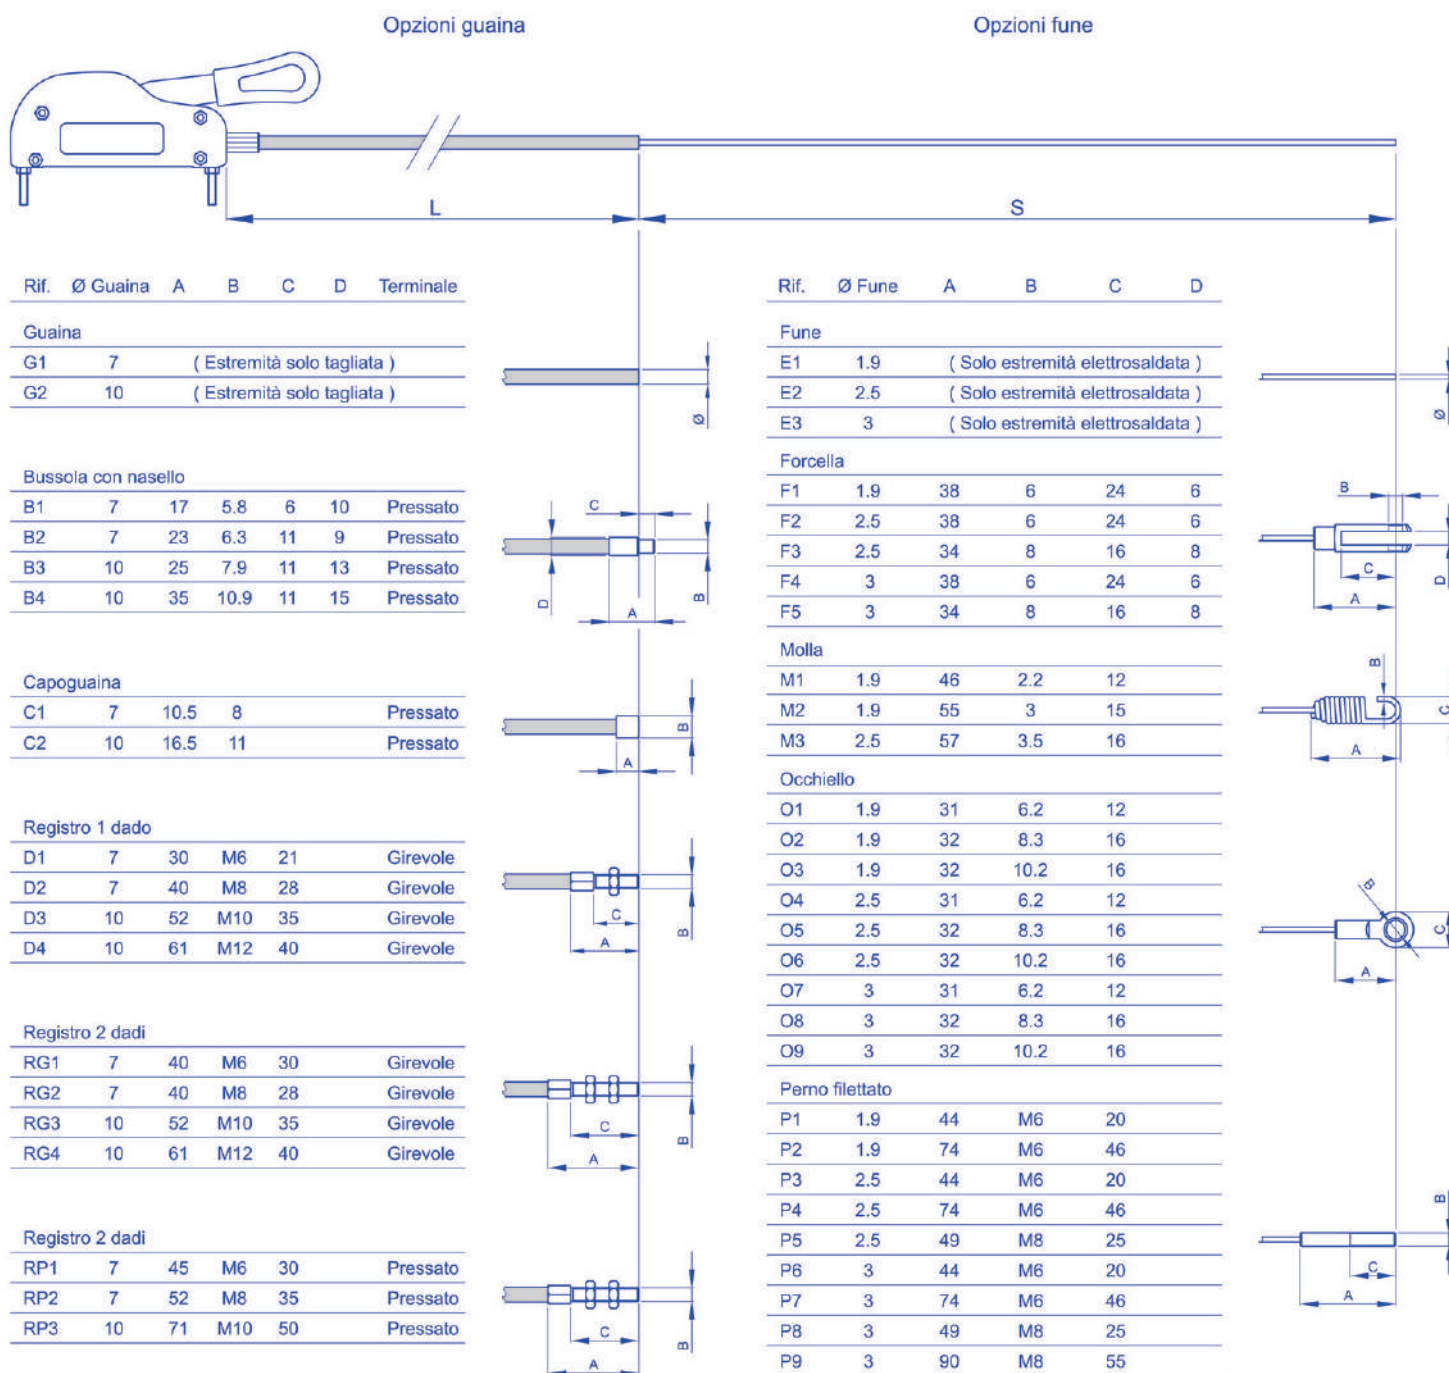 Opzioni guaina
Opzioni fune
L
S
Rif. Ø Guaina A B C D Terminale
Guaina
G1 7 ( Estremità solo tagliata )
G2 10 ( Estremità solo tagliata )
Ø
Bussola con nasello
B1 7 17 5.8 6 10 Pressato
B2 7 23 6.3 11 9 Pressato
B3 10 25 7.9 11 13 Pressato
B4 10 35 10.9 11 15 Pressato
C
D
A
B
Capoguaina
C1 7 10.5 8 Pressato
C2 10 16.5 11 Pressato
B
A
Registro 1 dado
D1 7 30 M6 21 Girevole
D2 7 40 M8 28 Girevole
D3 10 52 M10 35 Girevole
D4 10 61 M12 40 Girevole
C
A
B
Registro 2 dadi
RG1 7 40 M6 30 Girevole
RG2 7 40 M8 28 Girevole
RG3 10 52 M10 35 Girevole
RG4 10 61 M12 40 Girevole
C
A
B
Registro 2 dadi
RP1 7 45 M6 30 Pressato
RP2 7 52 M8 35 Pressato
RP3 10 71 M10 50 Pressato
C
A
B
Rif. Ø Fune A B C D
Fune
E1 1.9 ( Solo estremità elettrosaldata )
E2 2.5 ( Solo estremità elettrosaldata )
E3 3 ( Solo estremità elettrosaldata )
Ø
Forcella
F1 1.9 38 6 24 6
F2 2.5 38 6 24 6
F3 2.5 34 8 16 8
F4 3 38 6 24 6
F5 3 34 8 16 8
B
C
A
D
Molla
M1 1.9 46 2.2 12
M2 1.9 55 3 15
M3 2.5 57 3.5 16
B
C
A
Occhiello
O1 1.9 31 6.2 12
O2 1.9 32 8.3 16
O3 1.9 32 10.2 16
O4 2.5 31 6.2 12
O5 2.5 32 8.3 16
O6 2.5 32 10.2 16
O7 3 31 6.2 12
O8 3 32 8.3 16
O9 3 32 10.2 16
B
C
A
Perno filettato
P1 1.9 44 M6 20
P2 1.9 74 M6 46
P3 2.5 44 M6 20
P4 2.5 74 M6 46
P5 2.5 49 M8 25
P6 3 44 M6 20
P7 3 74 M6 46
P8 3 49 M8 25
P9 3 90 M8 55
B
C
A